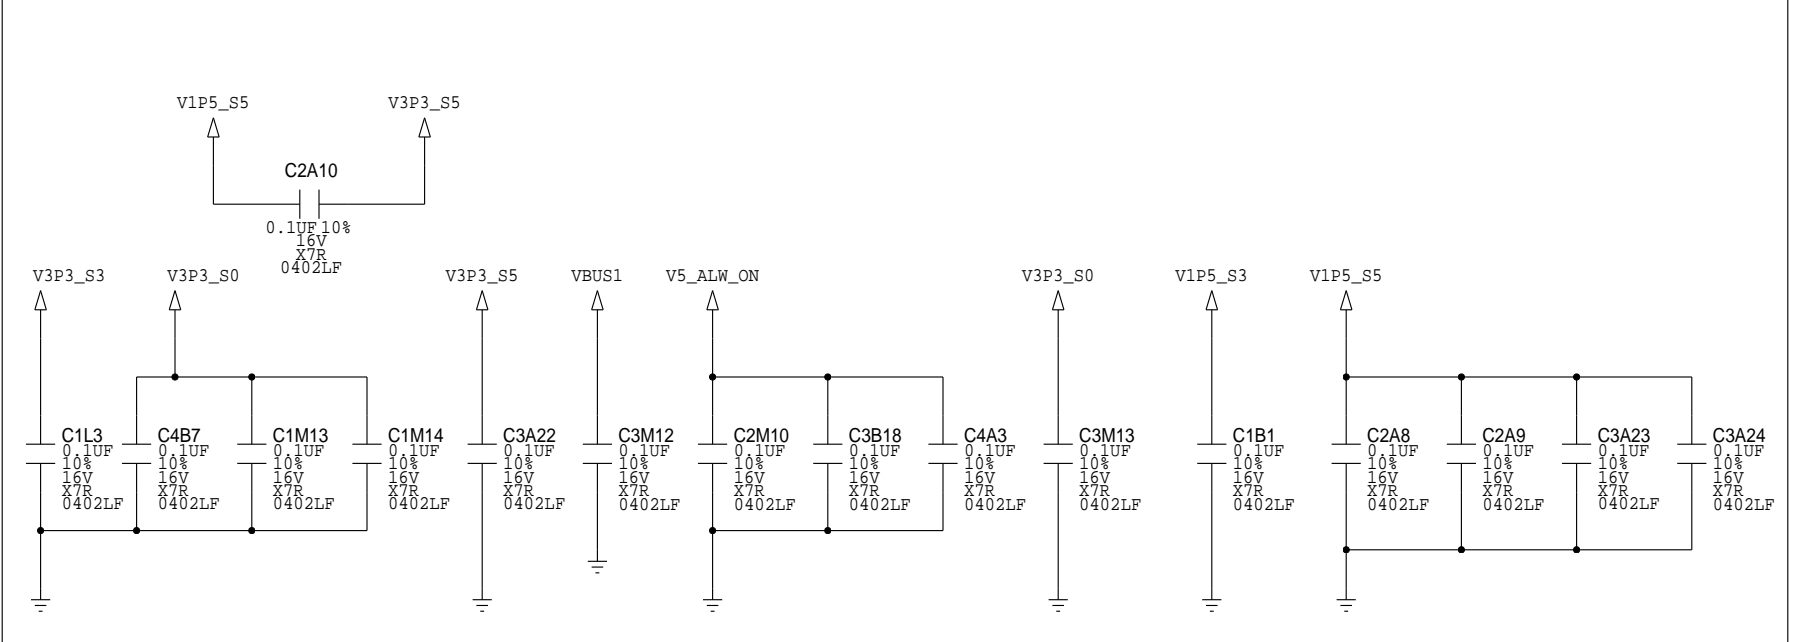 V1P5_S5
V3P3_S5
C2A10
0.1UF 10%
16V
X7R
0402LF
V3P3_S3
V3P3_S0
V3P3_S5
VBUS1
V5_ALW_ON
V3P3_S0
V1P5_S3
V1P5_S5
C1L3
0.1UF
10%
16V
X7R
0402LF
C4B7
0.1UF
10%
16V
X7R
0402LF
C1M13
0.1UF
10%
16V
X7R
0402LF
C1M14
0.1UF
10%
16V
X7R
0402LF
C3A22
0.1UF
10%
16V
X7R
0402LF
C3M12
0.1UF
10%
16V
X7R
0402LF
C2M10
0.1UF
10%
16V
X7R
0402LF
C3B18
0.1UF
10%
16V
X7R
0402LF
C4A3
0.1UF
10%
16V
X7R
0402LF
C3M13
0.1UF
10%
16V
X7R
0402LF
C1B1
0.1UF
10%
16V
X7R
0402LF
C2A8
0.1UF
10%
16V
X7R
0402LF
C2A9
0.1UF
10%
16V
X7R
0402LF
C3A23
0.1UF
10%
16V
X7R
0402LF
C3A24
0.1UF
10%
16V
X7R
0402LF